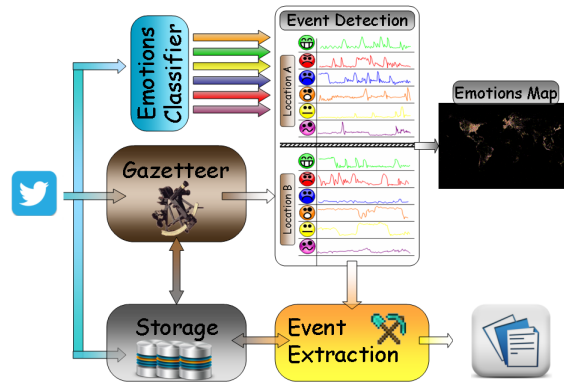 Event Detection
Emotions
Classifier
Location A
Emotions Map
Gazetteer
Location B
Storage
Event
Extraction